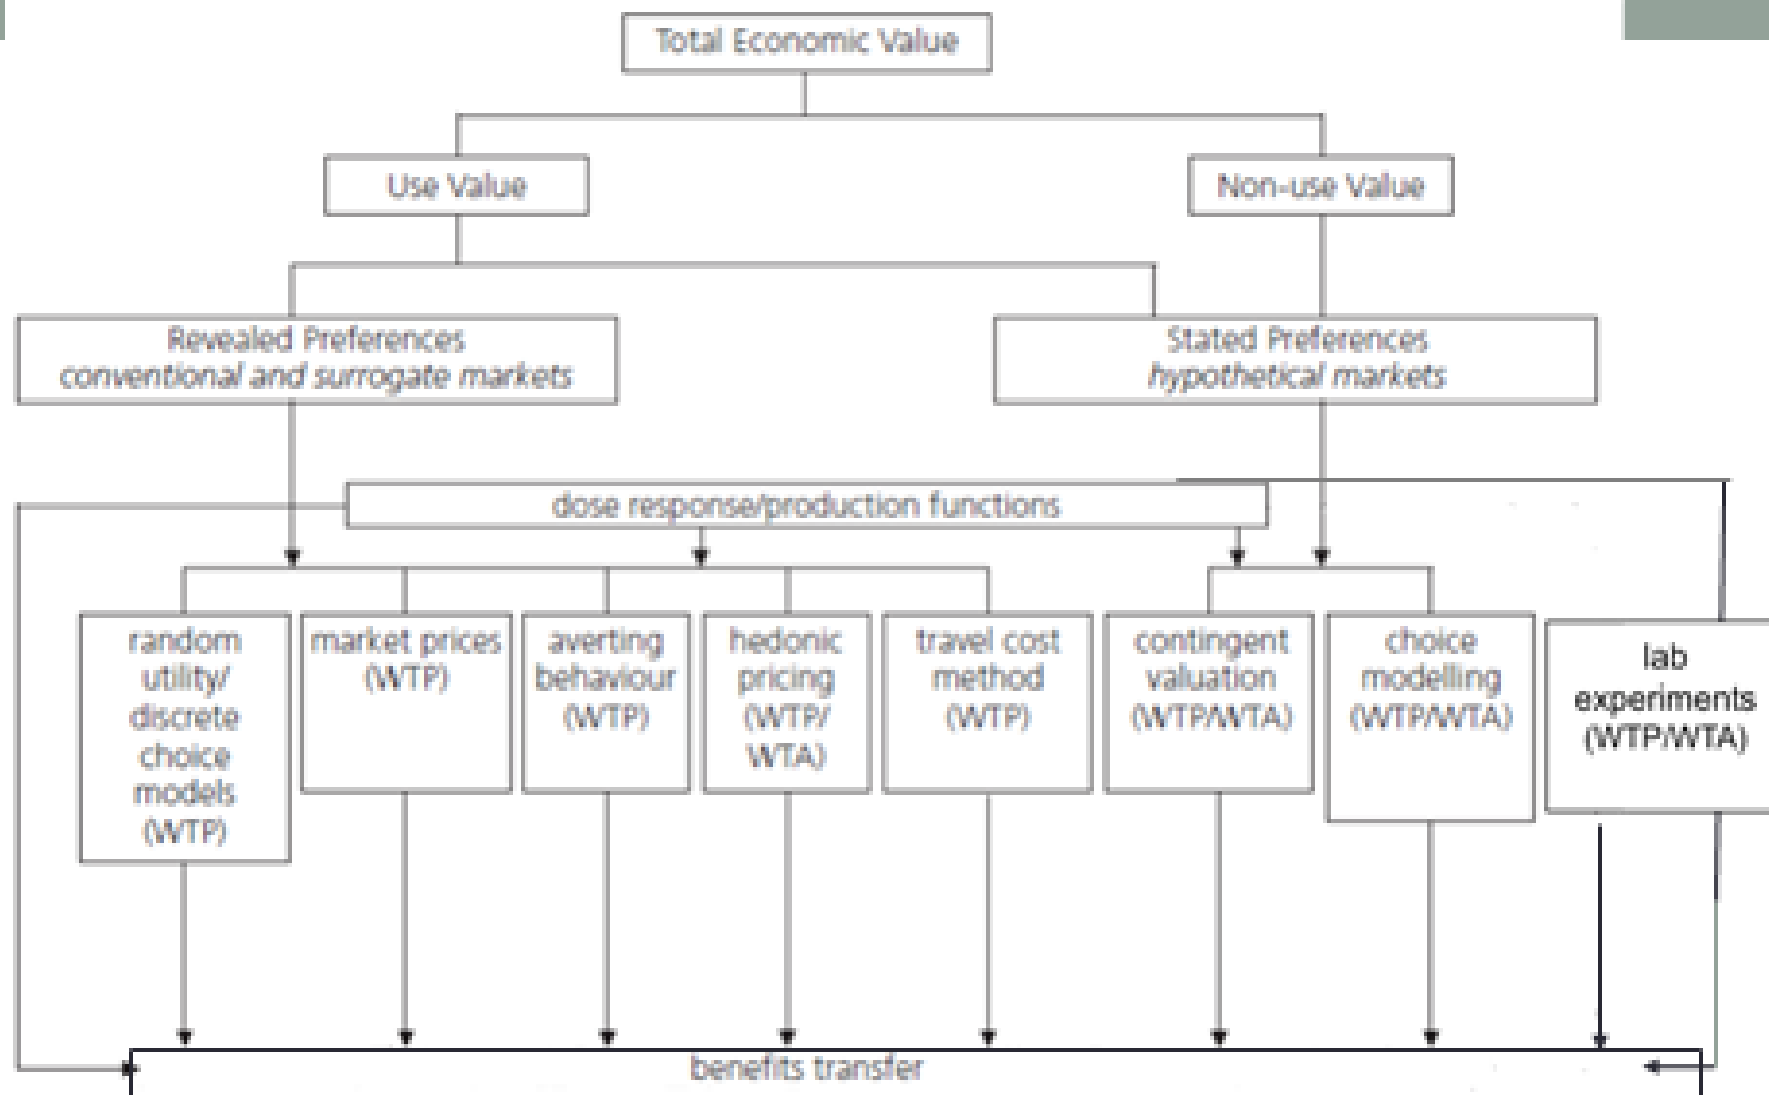 Total Economic Value
Use Value
Non-use Value
Revealed Preferences
conventional and surrogate markets
Stated Preferences
hypothetical markets
dose response/production functions
random
utility/
discrete
choice
models
(WTP)
market prices
(WTP)
averting
behaviour
(WTP)
hedonic
pricing
(WTP/
WTA)
travel cost
method
(WTP)
contingent
valuation
(WTP/WTA)
choice
modelling
(WTP/WTA)
lab
experiments
(WTP/WTA)
benefits transfer